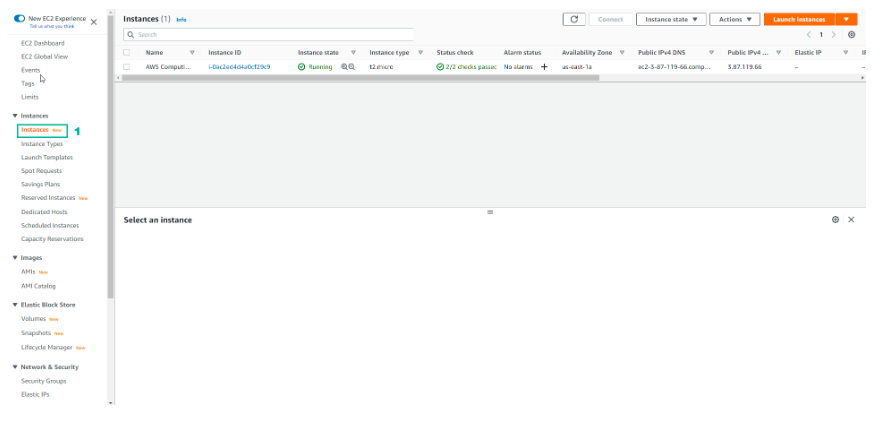 New EC2 Experience
Tell us what you think
EC2 Dashboard
EC2 Global View
Events
Tags
Limits
Instances
Instances New
1
Instance Types
Launch Templates
Spot Requests
Savings Plans
Reserved Instances New
Dedicated Hosts
Scheduled Instances
Capacity Reservations
Images
AMIs New
AMI Catalog
Elastic Block Store
Volumes New
Snapshots New
Lifecycle Manager New
Network & Security
Security Groups
Elastic IPs
Instances (1) Info
Connect Instance state Actions Launch instances
Search
1
Name Instance ID Instance state Instance type Status check Alarm status Availability Zone Public IPv4 DNS Public IPv4 ... Elastic IP
AWS Computi... Running t2.micro 2/2 checks passec No alarms + us-east-1a ec2-3-87-119-66.comp... 3.87.119.66 –
Select an instance